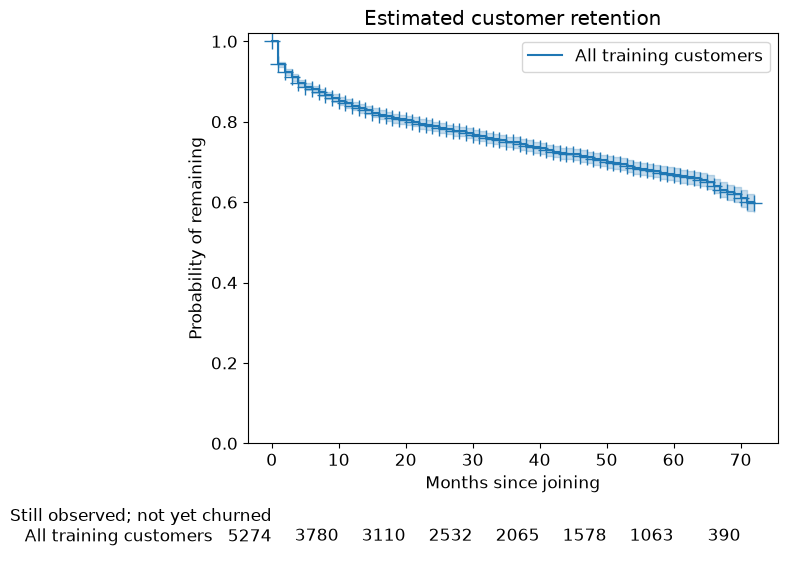 Estimated customer retention
All training customers
1.0
0.8
0.6
0.4
0.2
0.0
Probability of remaining
0 10 20 30 40 50 60 70
Months since joining
Still observed; not yet churned
All training customers 5274 3780 3110 2532 2065 1578 1063 390